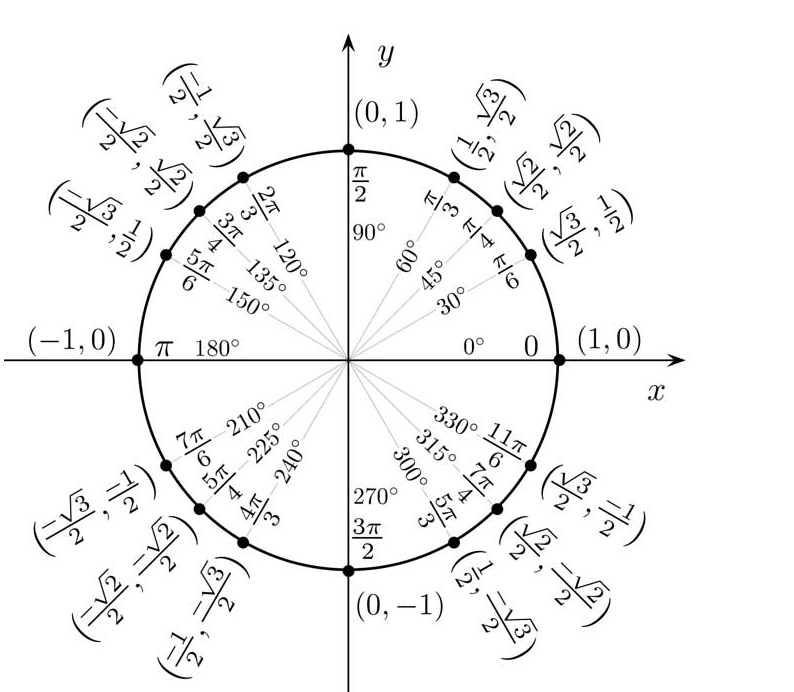 y
(0, 1)
(-1/2, √3/2)
(-√2/2, √2/2)
(-√3/2, 1/2)
(1/2, √3/2)
(√2/2, √2/2)
(√3/2, 1/2)
π/2
90°
2π/3
120°
3π/4
135°
5π/6
150°
π/3
60°
π/4
45°
π/6
30°
(-1, 0)
π 180°
0° 0
(1, 0)
x
7π/6
210°
5π/4
225°
4π/3
240°
270°
3π/2
330°
11π/6
315°
7π/4
300°
5π/3
(-√3/2, -1/2)
(-√2/2, -√2/2)
(-1/2, -√3/2)
(0, -1)
(√3/2, -1/2)
(√2/2, -√2/2)
(1/2, -√3/2)